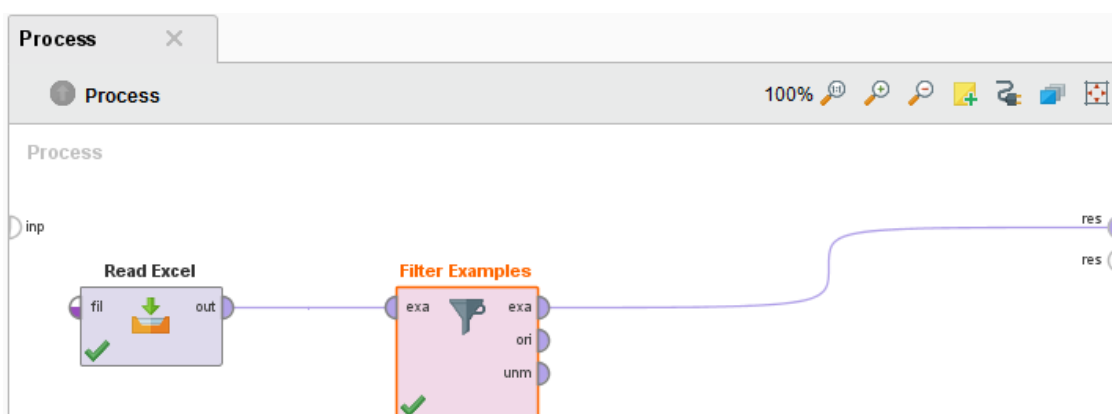 Process
Process
100%
Process
inp
res
res
Read Excel
fil
out
Filter Examples
exa
exa
ori
unm